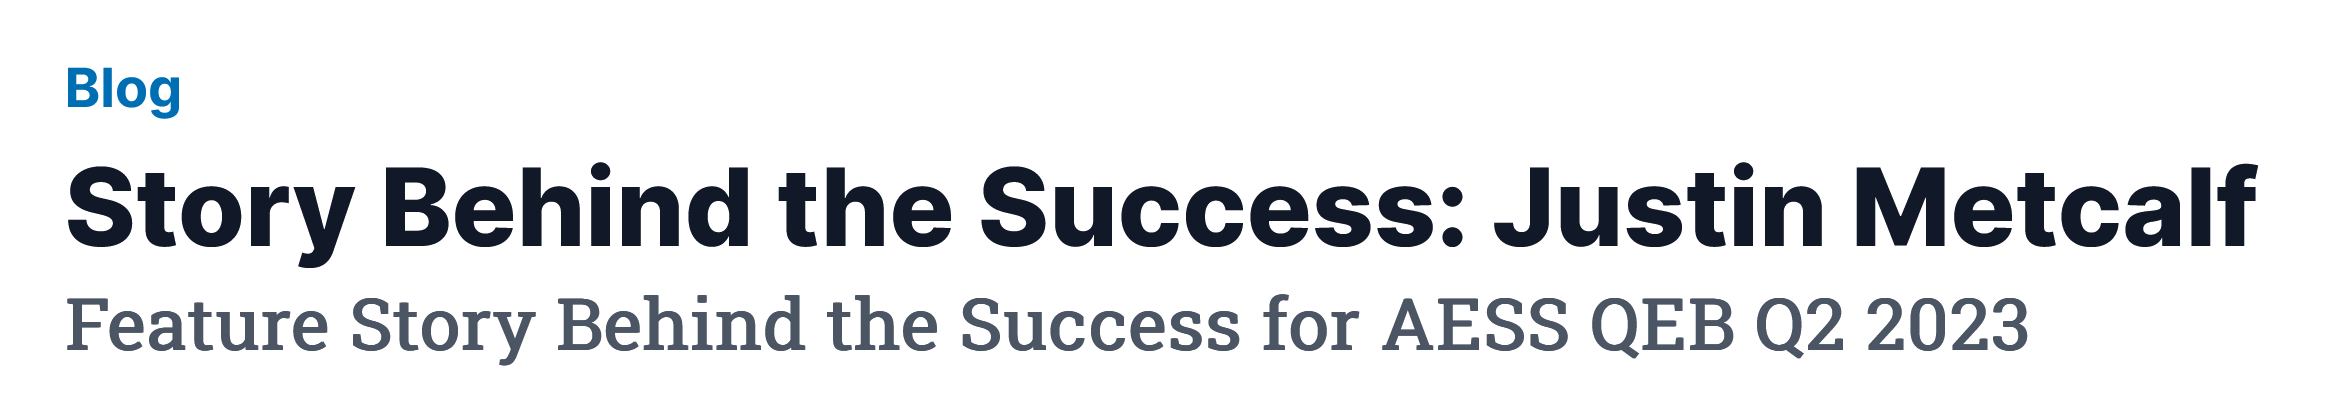 Blog
Story Behind the Success: Justin Metcalf
Feature Story Behind the Success for AESS QEB Q2 2023